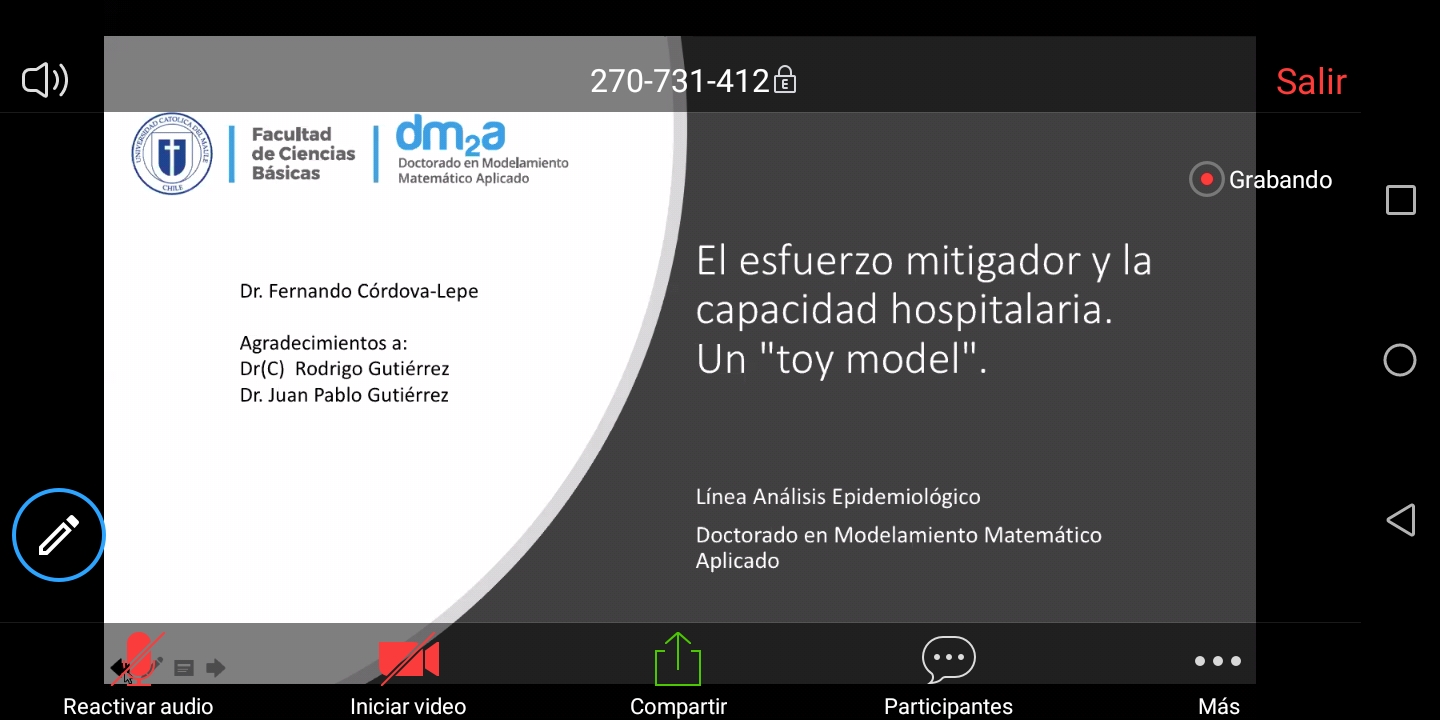 270-731-412
E
Salir
UNIVERSIDAD CATOLICA DEL MAULE
CHILE
Facultad
de Ciencias
Básicas
dm2a
Doctorado en Modelamiento
Matemático Aplicado
Grabando
El esfuerzo mitigador y la
capacidad hospitalaria.
Un "toy model".
Dr. Fernando Córdova-Lepe
Agradecimientos a:
Dr(C)  Rodrigo Gutiérrez
Dr. Juan Pablo Gutiérrez
Línea Análisis Epidemiológico
Doctorado en Modelamiento Matemático
Aplicado
Reactivar audio
Iniciar video
Compartir
Participantes
Más